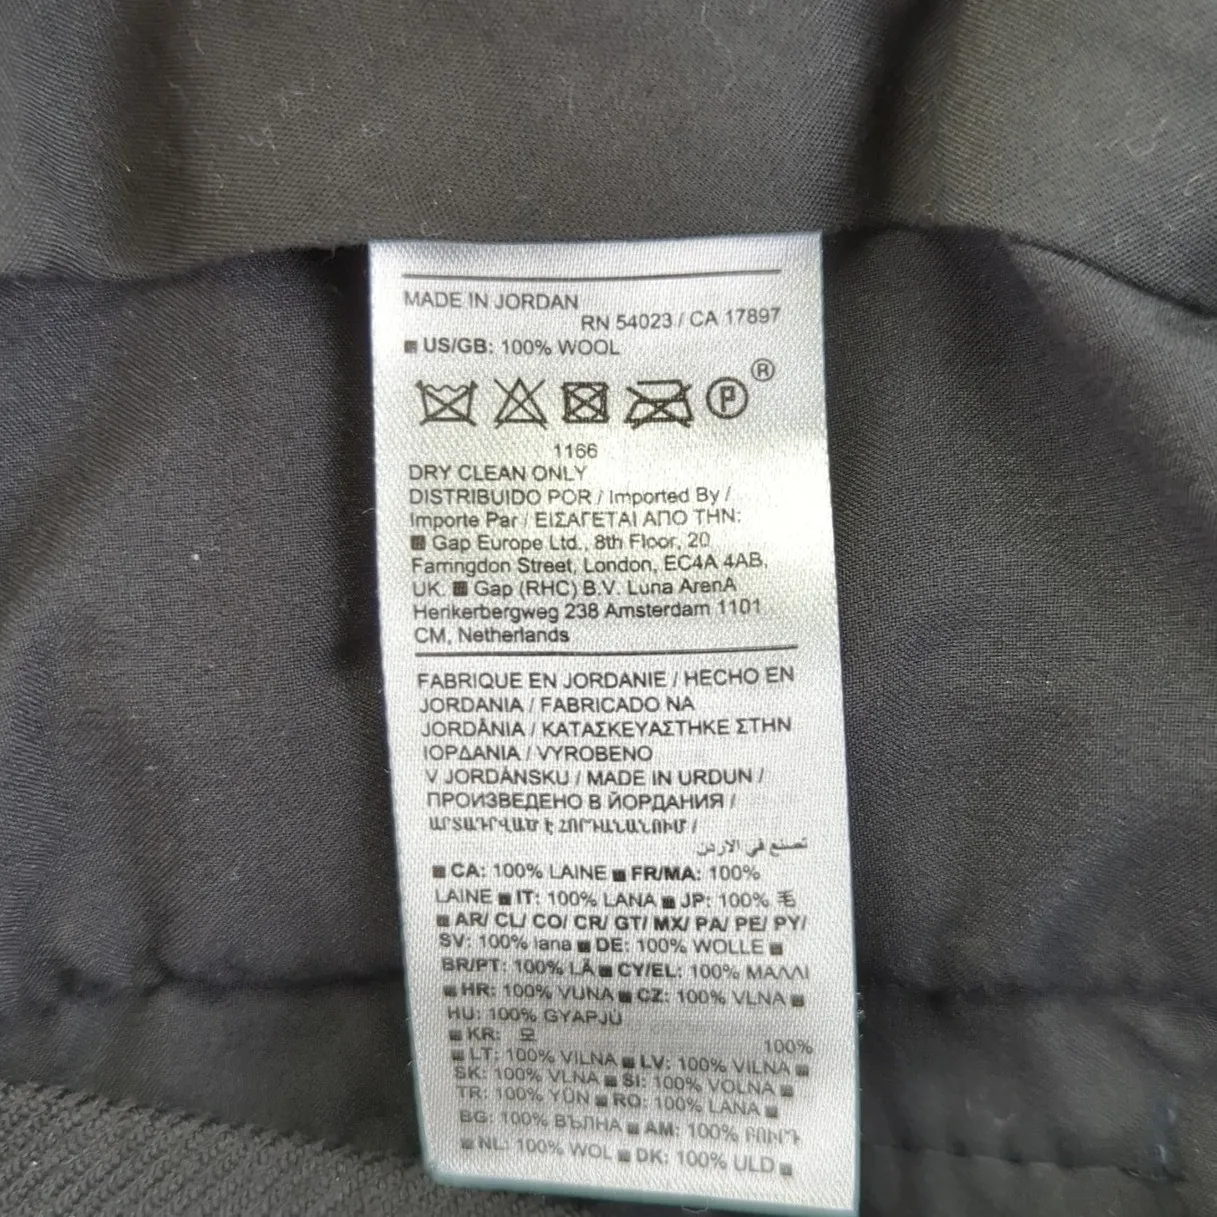 MADE IN JORDAN
RN 54023 / CA 17897
US/GB: 100% WOOL
®
P
1166
DRY CLEAN ONLY
DISTRIBUIDO POR / Imported By /
Importe Par / ΕΙΣΑΓΕΤΑΙ ΑΠΟ ΤΗΝ:
Gap Europe Ltd., 8th Floor, 20
Farringdon Street, London, EC4A 4AB,
UK. Gap (RHC) B.V. Luna ArenA
Herikerbergweg 238 Amsterdam 1101
CM, Netherlands
FABRIQUE EN JORDANIE / HECHO EN
JORDANIA / FABRICADO NA
JORDÂNIA / ΚΑΤΑΣΚΕΥΑΣΤΗΚΕ ΣΤΗΝ
ΙΟΡΔΑΝΙΑ / VYROBENO
V JORDÁNSKU / MADE IN URDUN /
ПРОИЗВЕДЕНО В ЙОРДАНИЯ /
ԱՐՏԱԴՐՎԱԾ Է ՀՈՐԴԱՆԱՆՈՒՄ /
تصنع في الاردن
CA: 100% LAINE FR/MA: 100%
LAINE IT: 100% LANA JP: 100% 毛
AR/ CL/ CO/ CR/ GT/ MX/ PA/ PE/ PY/
SV: 100% lana DE: 100% WOLLE
BR/PT: 100% LÃ CY/EL: 100% ΜΑΛΛΙ
HR: 100% VUNA CZ: 100% VLNA
HU: 100% GYAPJÚ
KR: 모 100%
LT: 100% VILNA LV: 100% VILNA
SK: 100% VLNA SI: 100% VOLNA
TR: 100% YÜN RO: 100% LANA
BG: 100% ВЪЛНА AM: 100% ԲՈՒՐԴ
NL: 100% WOL DK: 100% ULD